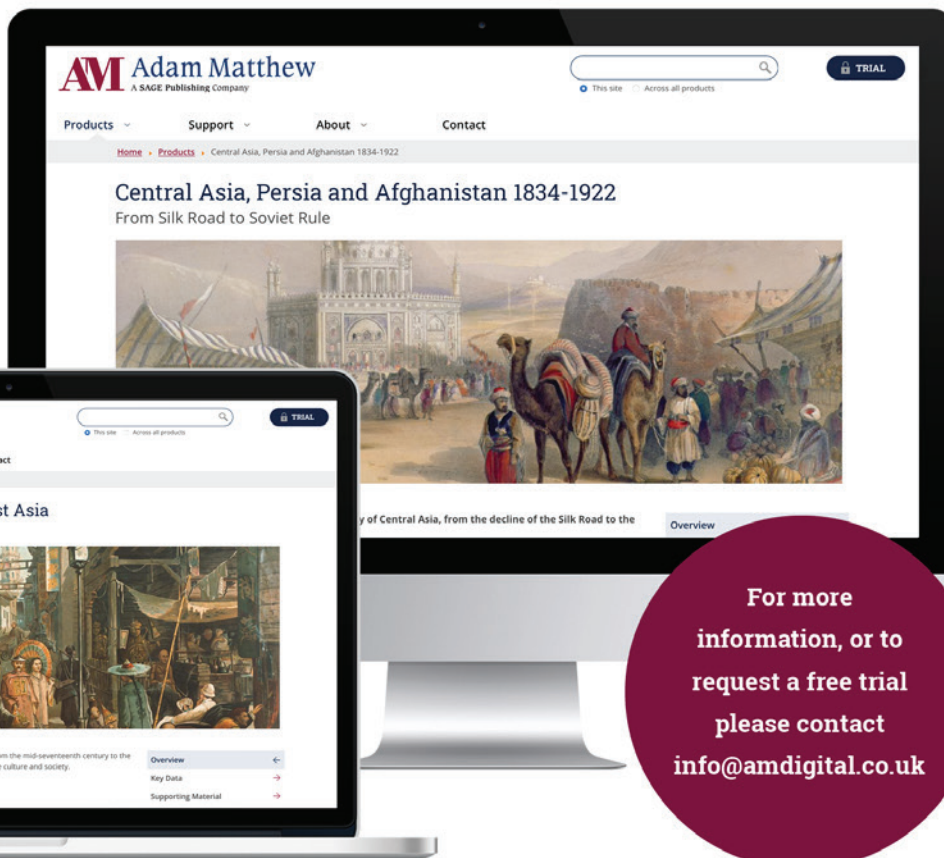 AM Adam Matthew
A SAGE Publishing Company
TRIAL
This site Across all products
Products Support About Contact
Home Products Central Asia, Persia and Afghanistan 1834-1922
Central Asia, Persia and Afghanistan 1834-1922
From Silk Road to Soviet Rule
y of Central Asia, from the decline of the Silk Road to the
Overview
TRIAL
This site Across all products
act
st Asia
om the mid-seventeenth century to the
e culture and society.
Overview
Key Data
Supporting Material
For more
information, or to
request a free trial
please contact
info@amdigital.co.uk